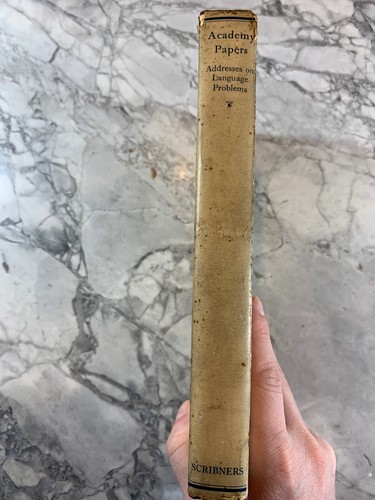 Academy
Papers
Addresses on
Language
Problems
SCRIBNERS